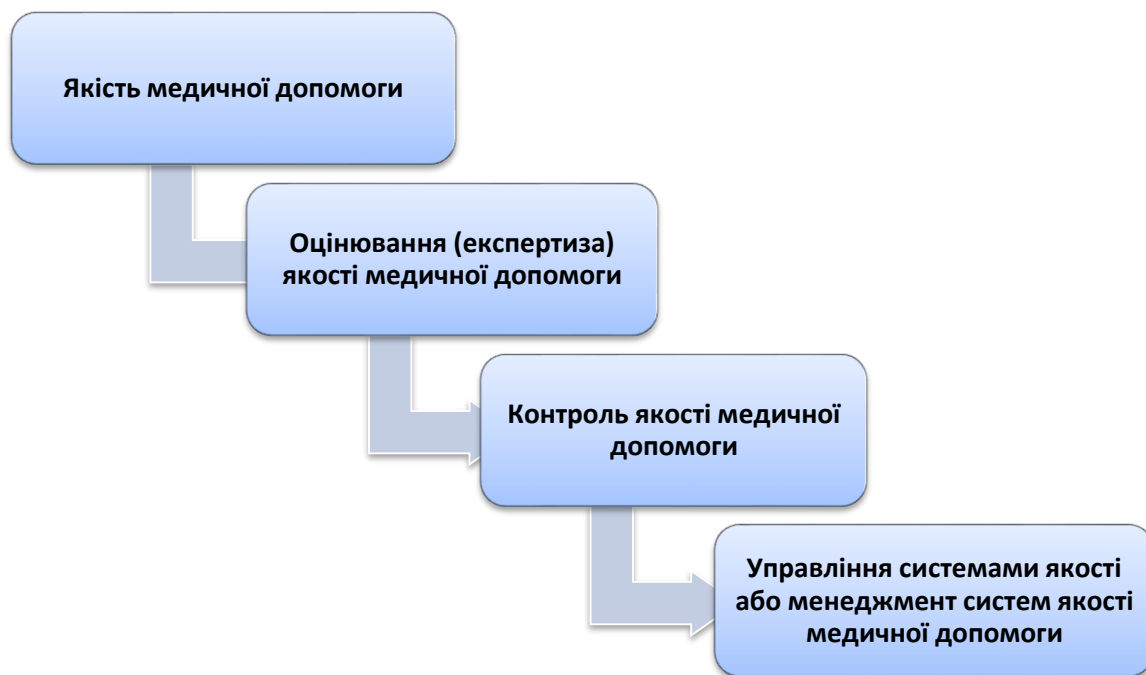 Якість медичної допомоги
Оцінювання (експертиза)
якості медичної допомоги
Контроль якості медичної
допомоги
Управління системами якості
або менеджмент систем якості
медичної допомоги